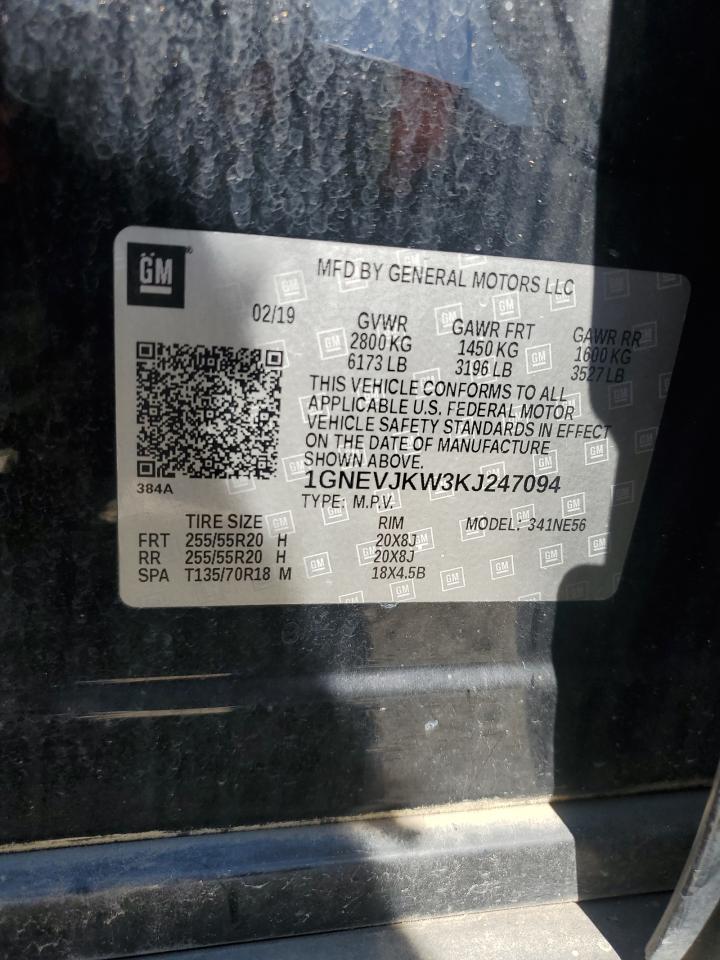 GM
MFD BY GENERAL MOTORS LLC
02/19
GVWR GAWR FRT GAWR RR
2800KG 1450 KG 1600 KG
6173 LB 3196 LB 3527 LB
THIS VEHICLE CONFORMS TO ALL
APPLICABLE U.S. FEDERAL MOTOR
VEHICLE SAFETY STANDARDS IN EFFECT
ON THE DATE OF MANUFACTURE
SHOWN ABOVE.
384A
1GNEVJKW3KJ247094
TYPE: M.P.V.
TIRE SIZE RIM MODEL: 341NE56
FRT 255/55R20 H 20X8J
RR 255/55R20 H 20X8J
SPA T135/70R18 M 18X4.5B